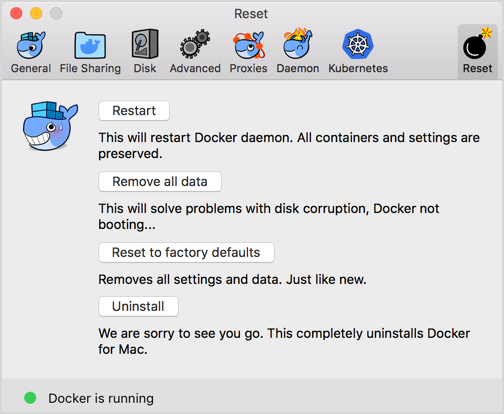 Reset
General
File Sharing
Disk
Advanced
Proxies
Daemon
Kubernetes
Reset
Restart
This will restart Docker daemon. All containers and settings are
preserved.
Remove all data
This will solve problems with disk corruption, Docker not
booting...
Reset to factory defaults
Removes all settings and data. Just like new.
Uninstall
We are sorry to see you go. This completely uninstalls Docker
for Mac.
Docker is running